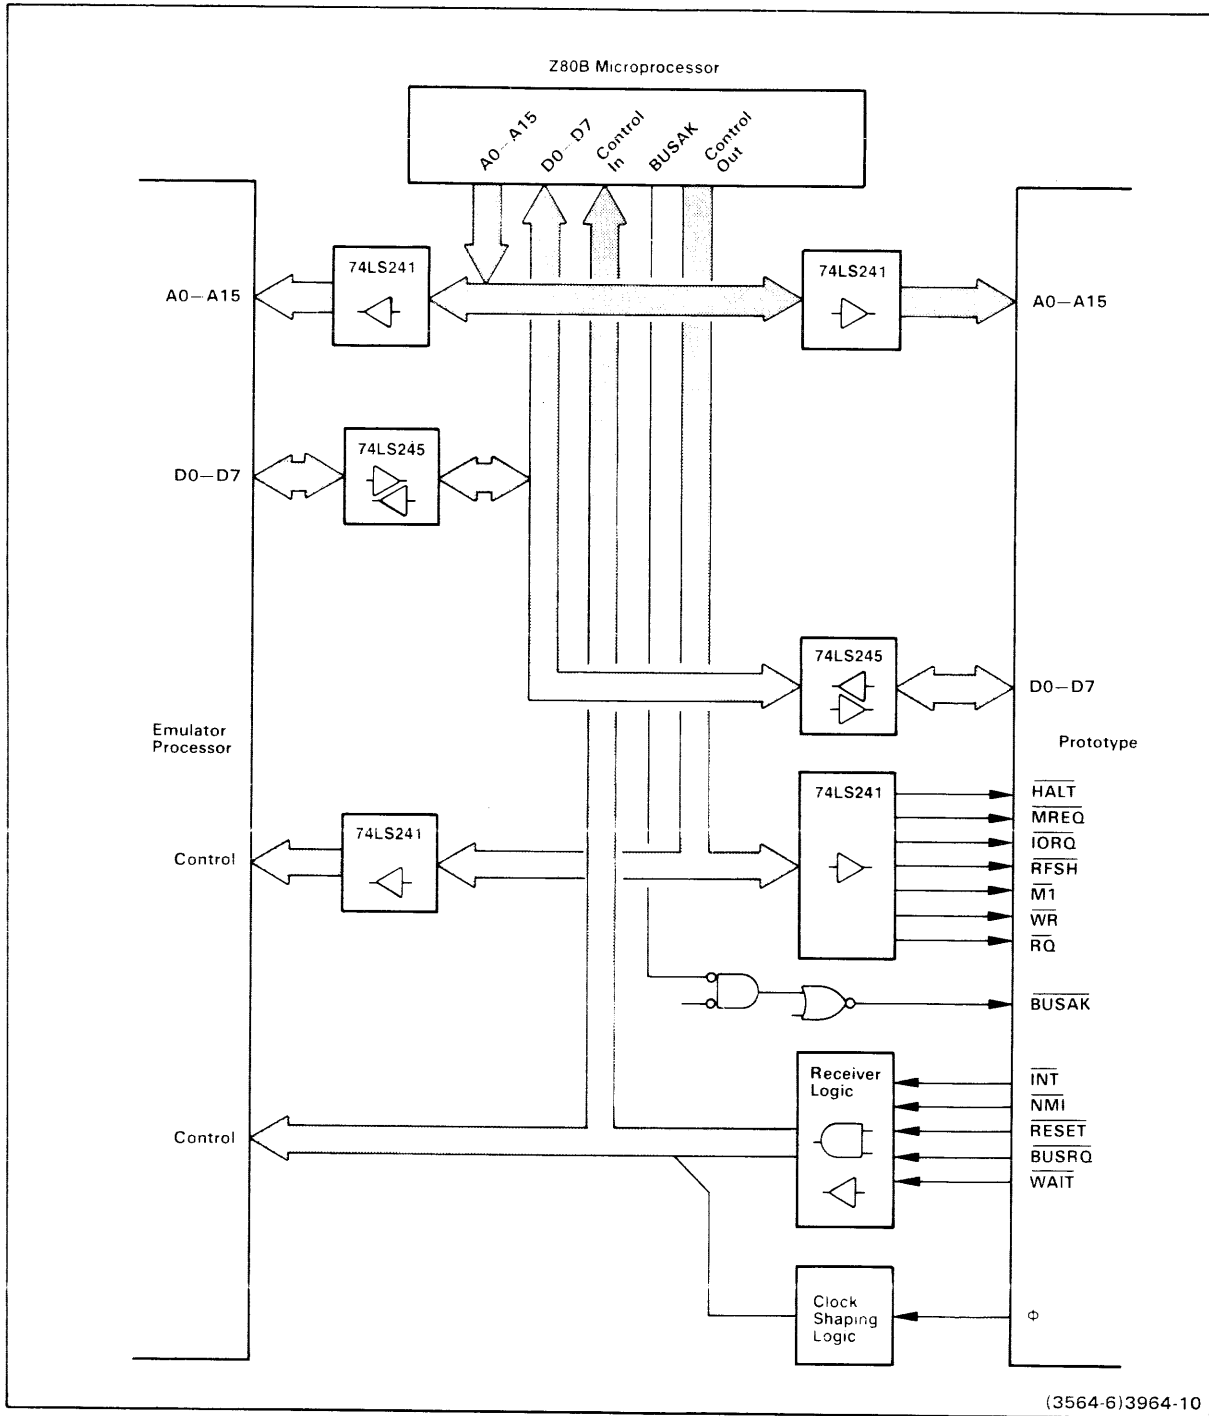 Z80B Microprocessor
A0—A15
D0—D7
Control
In
BUSAK
Control
Out
74LS241
74LS241
A0—A15
A0—A15
74LS245
D0—D7
74LS245
D0—D7
Emulator
Processor
Prototype
74LS241
HALT
MREQ
74LS241
IORQ
Control
RFSH
M1
WR
RQ
BUSAK
Receiver
Logic
INT
NMI
Control
RESET
BUSRQ
WAIT
Clock
Shaping
Logic
Φ
(3564-6)3964-10